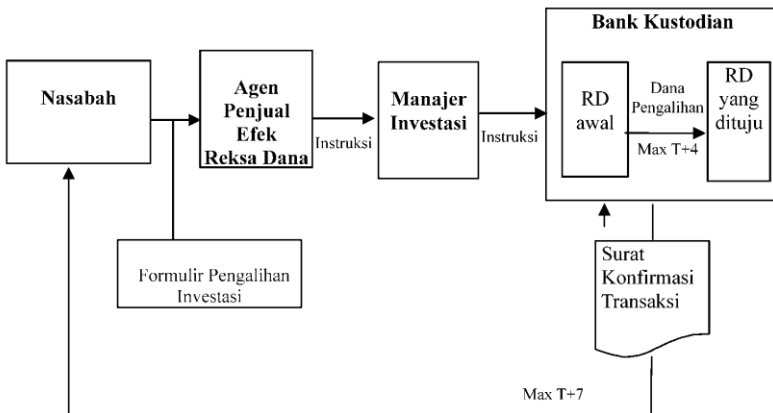 Bank Kustodian
Nasabah
Agen
Penjual
Efek
Reksa Dana
Instruksi
Manajer
Investasi
Instruksi
RD
awal
Dana
Pengalihan
Max T+4
RD
yang
dituju
Formulir Pengalihan
Investasi
Surat
Konfirmasi
Transaksi
Max T+7